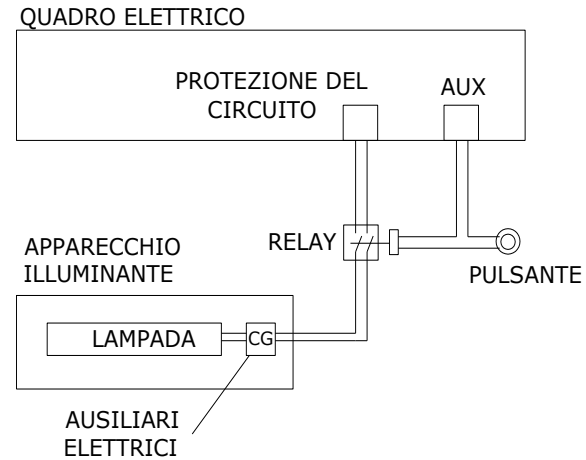 QUADRO ELETTRICO
PROTEZIONE DEL
CIRCUITO
AUX
RELAY
PULSANTE
APPARECCHIO
ILLUMINANTE
LAMPADA
CG
AUSILIARI
ELETTRICI